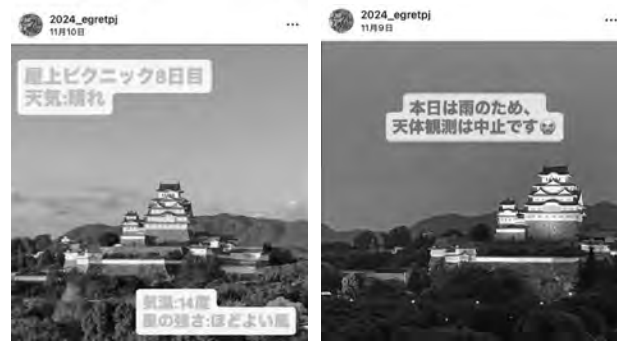 2024_egretpj
11月10日
屋上ピクニック8日目
天気:晴れ
気温:14度
風の強さ:ほどよい風
2024_egretpj
11月9日
本日は雨のため、
天体観測は中止です